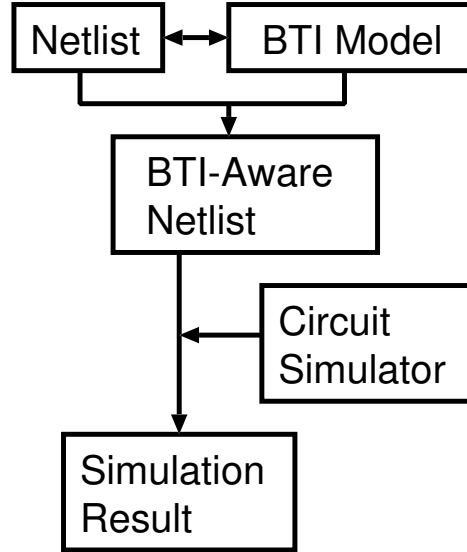 Netlist
BTI Model
BTI-Aware
Netlist
Circuit
Simulator
Simulation
Result